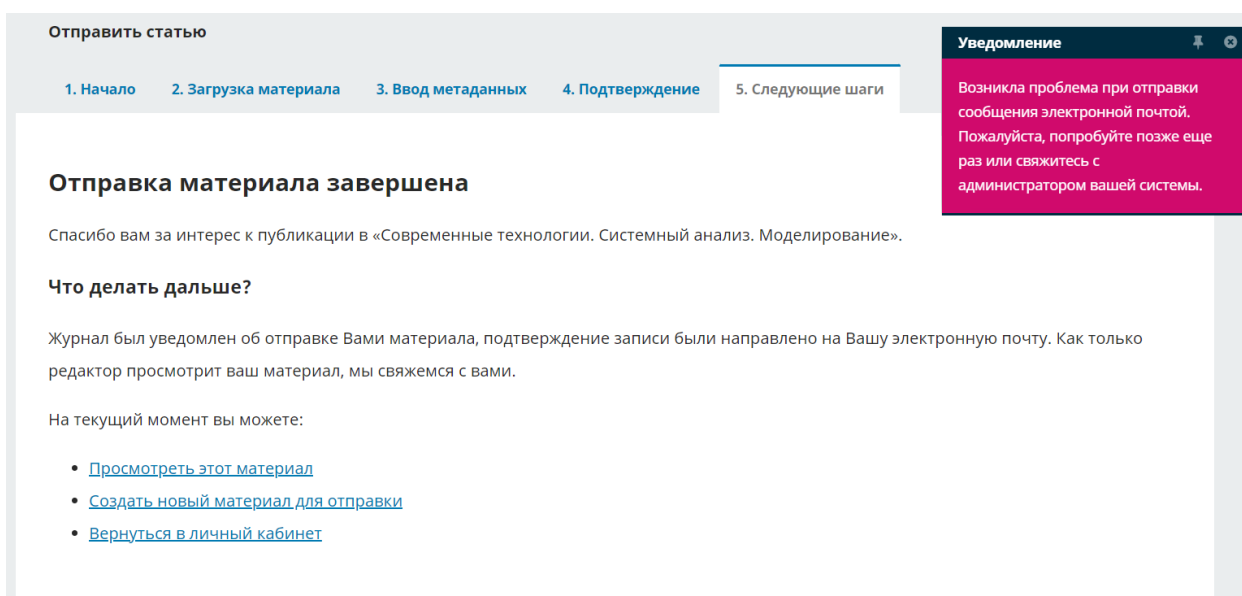 Отправить статью
1. Начало 2. Загрузка материала 3. Ввод метаданных 4. Подтверждение 5. Следующие шаги
Уведомление
Возникла проблема при отправки
сообщения электронной почтой.
Пожалуйста, попробуйте позже еще
раз или свяжитесь с
администратором вашей системы.
Отправка материала завершена
Спасибо вам за интерес к публикации в «Современные технологии. Системный анализ. Моделирование».
Что делать дальше?
Журнал был уведомлен об отправке Вами материала, подтверждение записи были направлено на Вашу электронную почту. Как только
редактор просмотрит ваш материал, мы свяжемся с вами.
На текущий момент вы можете:
• Просмотреть этот материал
• Создать новый материал для отправки
• Вернуться в личный кабинет